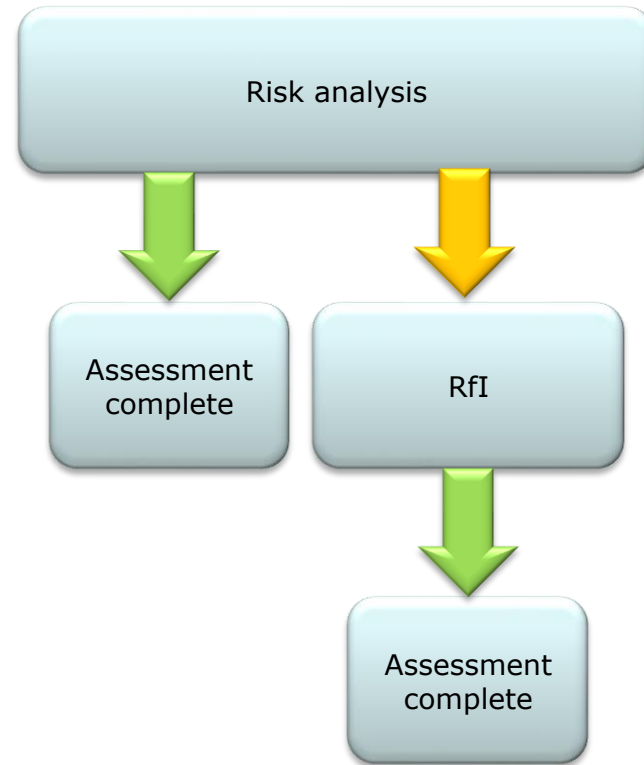 Risk analysis
Assessment
complete
RfI
Assessment
complete